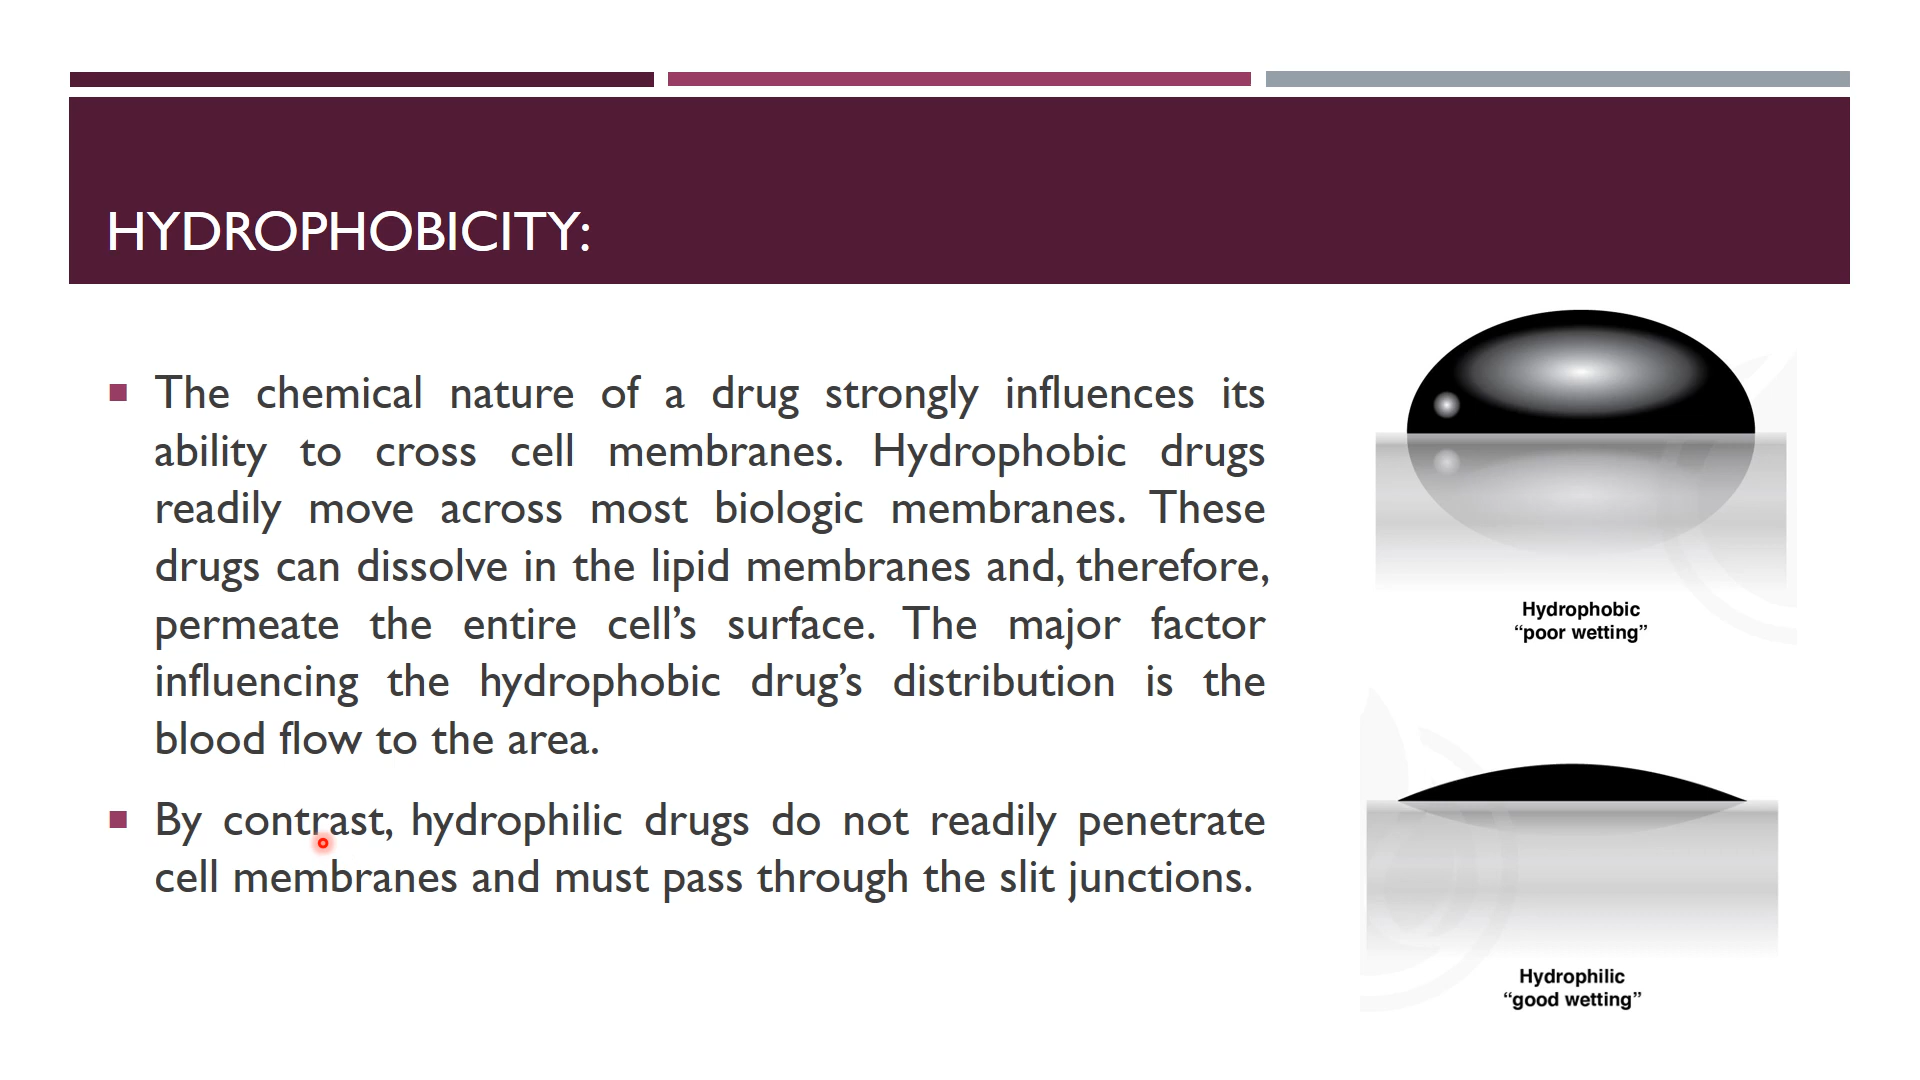 HYDROPHOBICITY:
The chemical nature of a drug strongly influences its
ability to cross cell membranes. Hydrophobic drugs
readily move across most biologic membranes. These
drugs can dissolve in the lipid membranes and, therefore,
permeate the entire cell’s surface. The major factor
influencing the hydrophobic drug’s distribution is the
blood flow to the area.
By contrast, hydrophilic drugs do not readily penetrate
cell membranes and must pass through the slit junctions.
Hydrophobic
“poor wetting”
Hydrophilic
“good wetting”